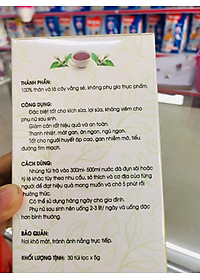 THÀNH PHẦN:
100% thân và lá cây vằng sẻ, không phụ gia thực phẩm.
CÔNG DỤNG:
Đặc biệt tốt cho kích sữa, lợi sữa, kháng viêm cho
phụ nữ sau sinh.
Giảm cân rất hiệu quả và an toàn.
Thanh nhiệt, mát gan, ăn ngon, ngủ ngon.
Tốt cho người huyết áp cao, gan nhiễm mỡ, tiểu
đường tim mạch.
CÁCH DÙNG:
Nhúng túi trà vào 300ml- 500ml nước đã đun sôi hoặc
tỷ lệ khác tùy theo nhu cầu, sở thích và cơ địa của từng
người để đạt hiệu quả mong muốn và chờ 5 phút rồi
thưởng thức.
Có thể sử dụng hàng ngày cho gia đình.
Phụ nữ sau sinh nên uống 2-3 lít/ ngày và uống đặc
hơn bình thường.
BẢO QUẢN:
Nơi khô mát, tránh ánh nắng trực tiếp.
KHỐI LƯỢNG TỊNH: 30 túi lọc x 5g